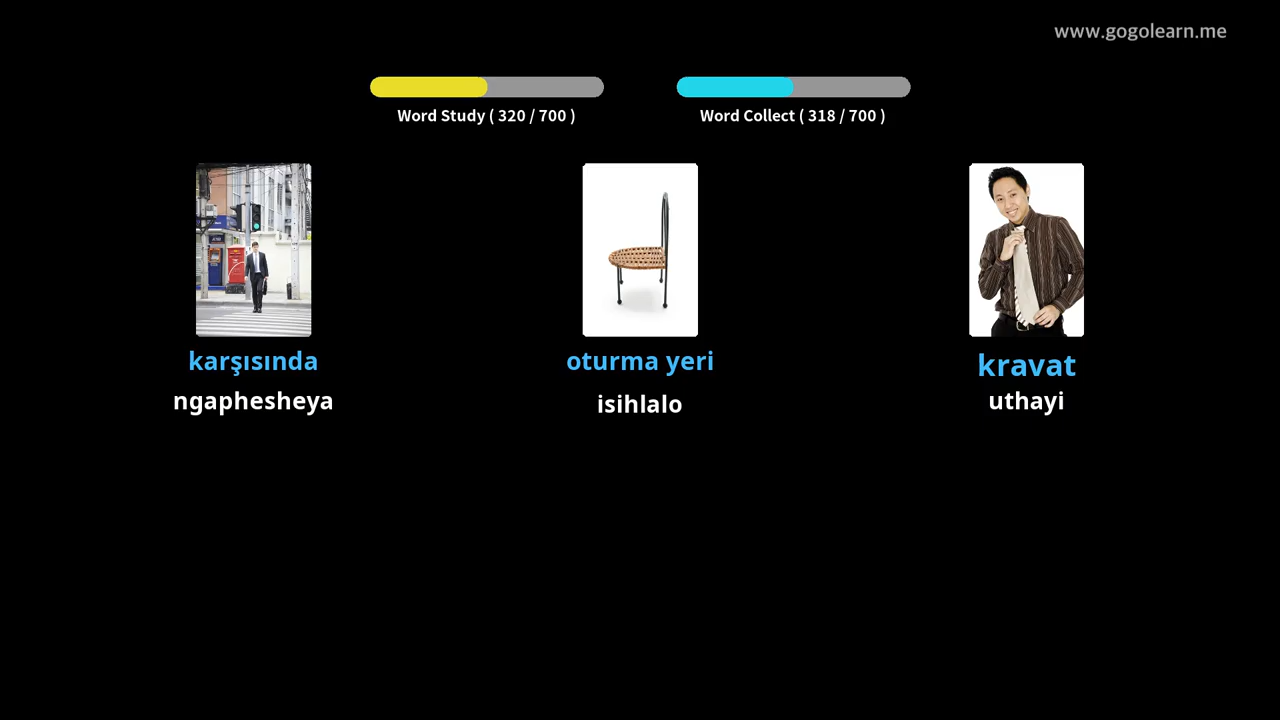 www.gogolearn.me
Word Study ( 320 / 700 )
Word Collect ( 318 / 700 )
karşısında
ngaphesheya
oturma yeri
isihlalo
kravat
uthayi